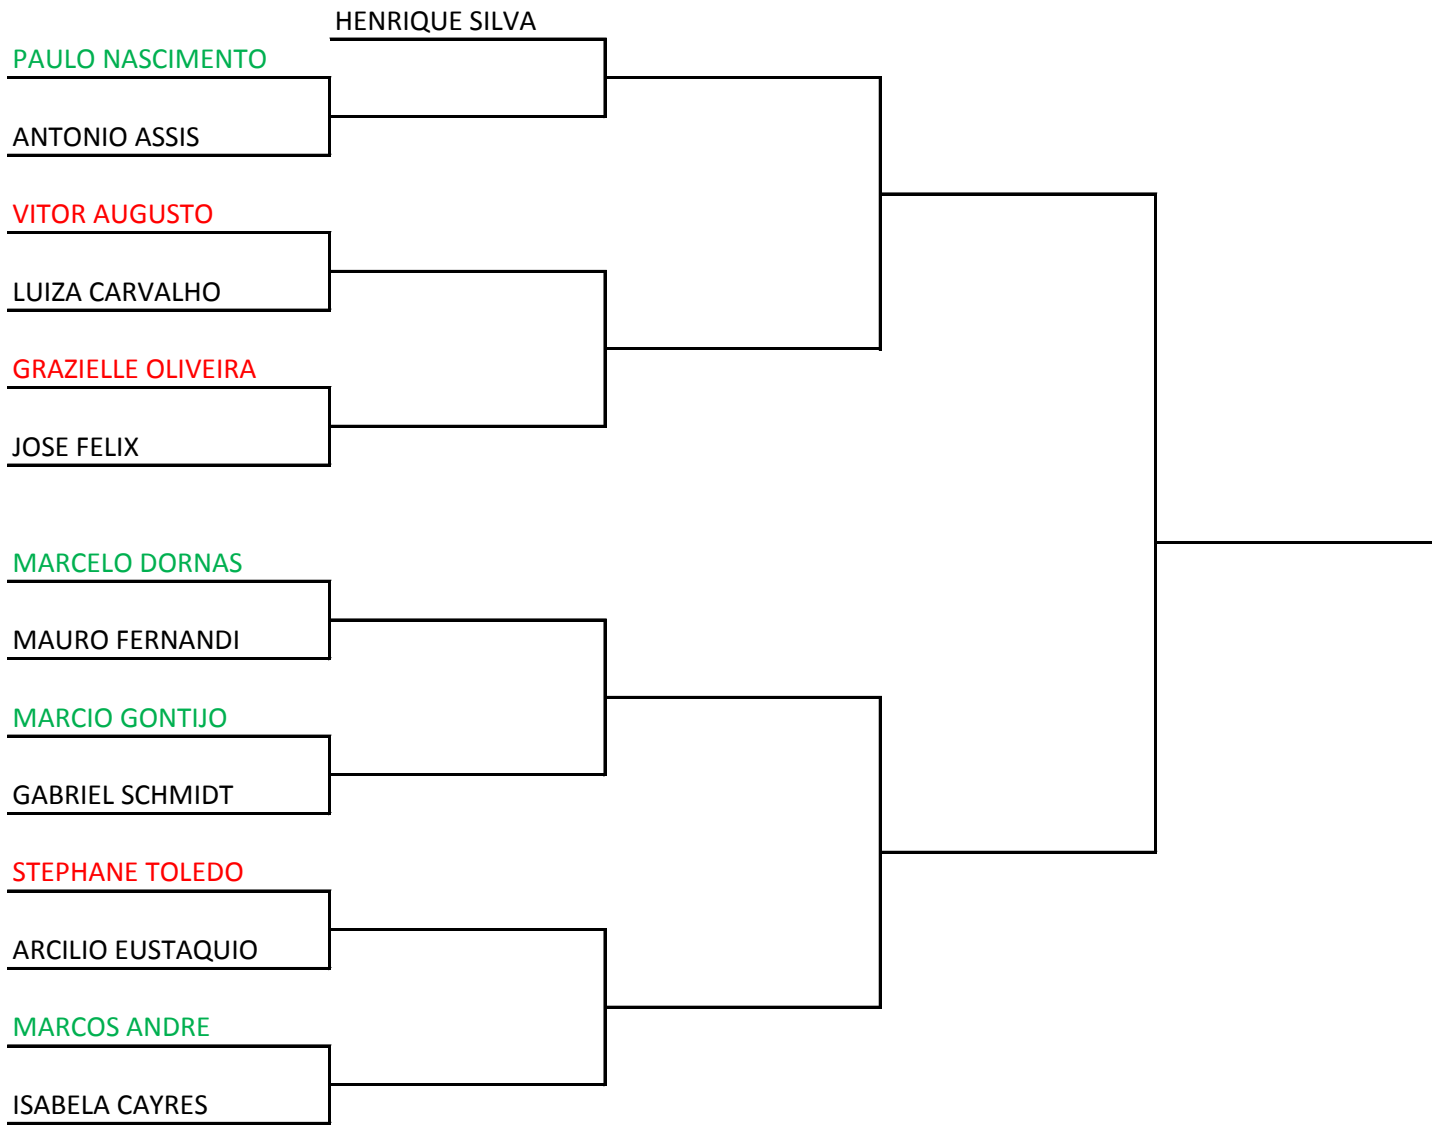 HENRIQUE SILVA
PAULO NASCIMENTO
ANTONIO ASSIS
VITOR AUGUSTO
LUIZA CARVALHO
GRAZIELLE OLIVEIRA
JOSE FELIX
MARCELO DORNAS
MAURO FERNANDI
MARCIO GONTIJO
GABRIEL SCHMIDT
STEPHANE TOLEDO
ARCILIO EUSTAQUIO
MARCOS ANDRE
ISABELA CAYRES